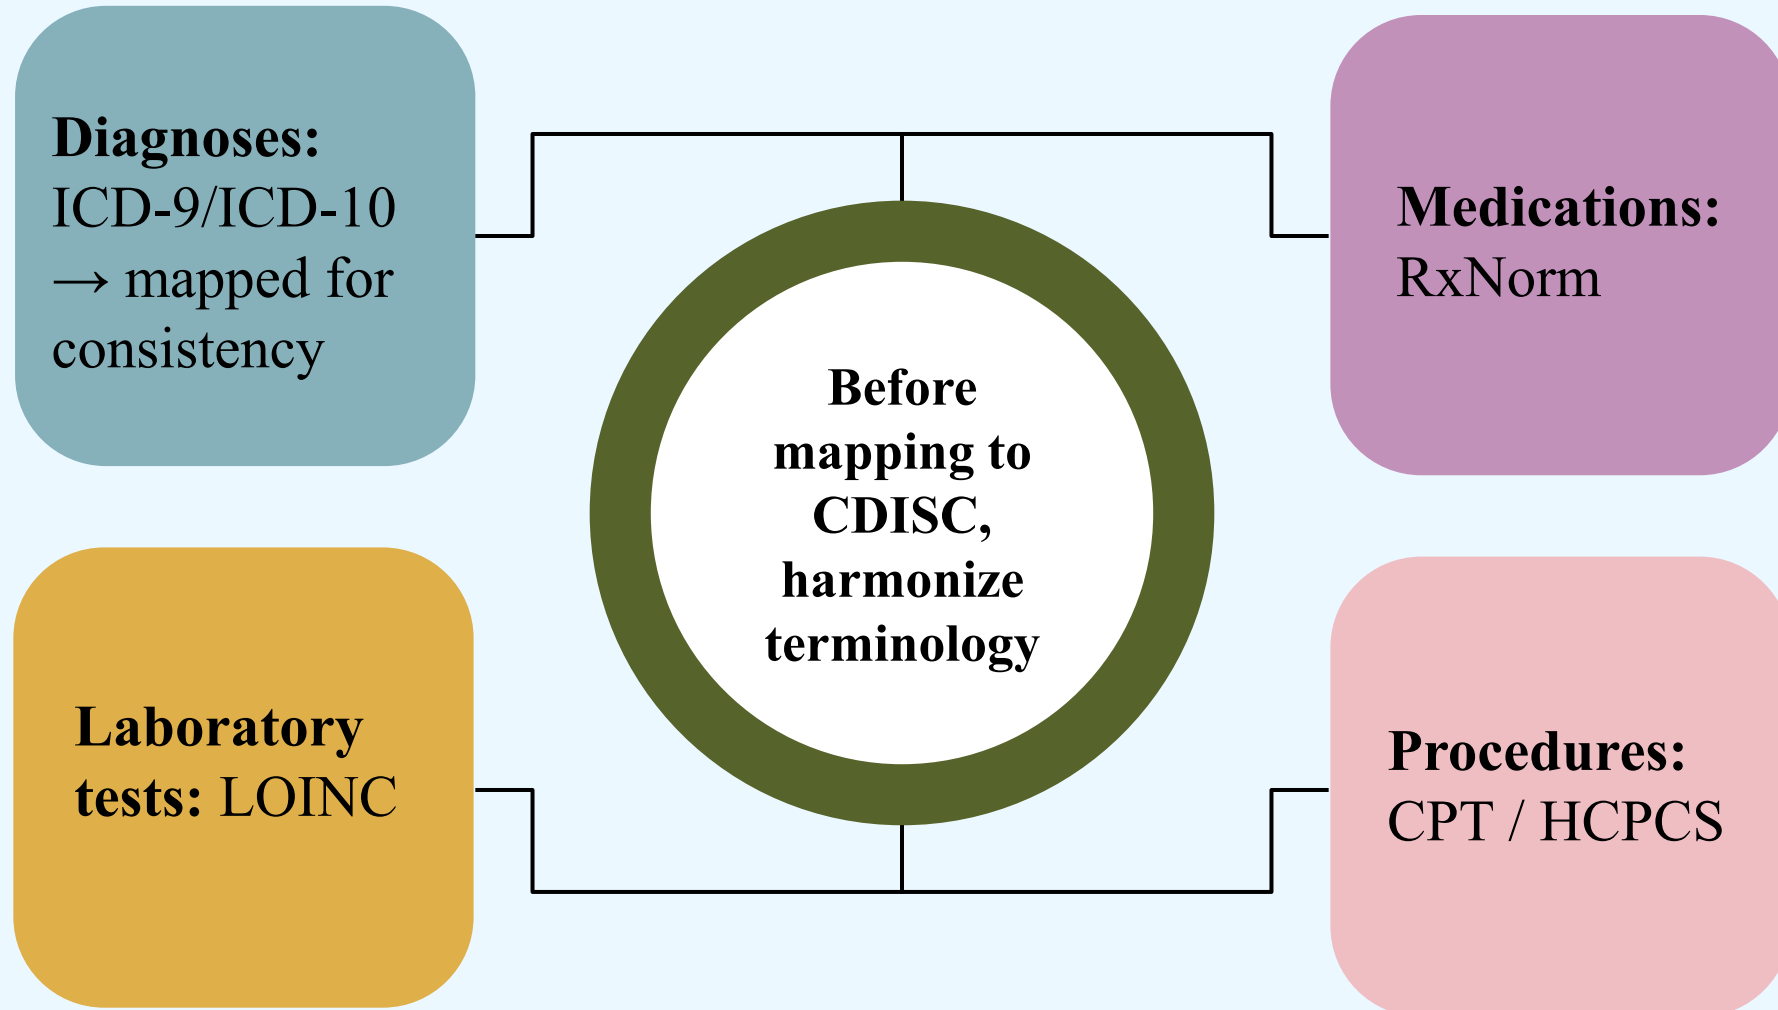 Diagnoses:
ICD-9/ICD-10
→ mapped for
consistency
Medications:
RxNorm
Before
mapping to
CDISC,
harmonize
terminology
Laboratory
tests: LOINC
Procedures:
CPT / HCPCS